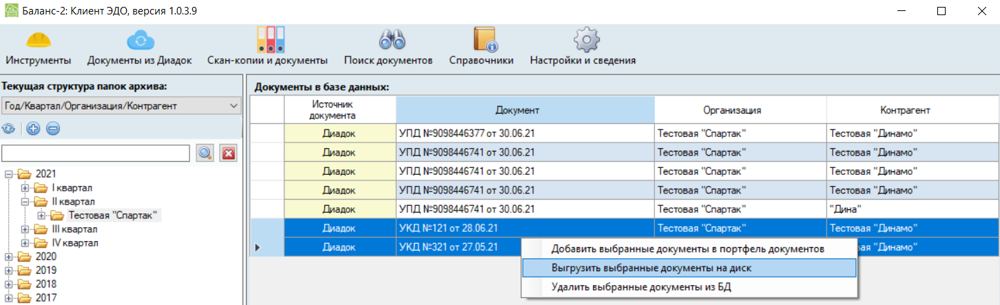 Баланс-2: Клиент ЭДО, версия 1.0.3.9
Инструменты Документы из Диадок Скан-копии и документы Поиск документов Справочники Настройки и сведения
Текущая структура папок архива:
Год/Квартал/Организация/Контрагент
2021
I квартал
II квартал
Тестовая "Спартак"
III квартал
IV квартал
2020
2019
2018
2017
Документы в базе данных:
Источник документа Документ Организация Контрагент
Диадок УПД №9098446377 от 30.06.21 Тестовая "Спартак" Тестовая "Динамо"
Диадок УПД №9098446741 от 30.06.21 Тестовая "Спартак" Тестовая "Динамо"
Диадок УПД №9098446741 от 30.06.21 Тестовая "Спартак" Тестовая "Динамо"
Диадок УПД №9098446741 от 30.06.21 Тестовая "Спартак" Тестовая "Динамо"
Диадок УПД №9098446741 от 30.06.21 Тестовая "Спартак" "Дина"
Диадок УКД №121 от 28.06.21 Тестовая "Спартак" Тестовая "Динамо"
Диадок УКД №321 от 27.05.21 "Динамо"
Добавить выбранные документы в портфель документов
Выгрузить выбранные документы на диск
Удалить выбранные документы из БД